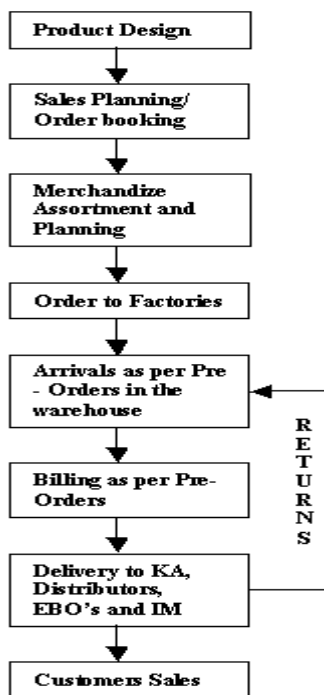 Product Design
Sales Planning/
Order booking
Merchandize
Assortment and
Planning
Order to Factories
Arrivals as per Pre
- Orders in the
warehouse
Billing as per Pre-
Orders
Delivery to KA,
Distributors,
EBO's and IM
Customers Sales
RETURNS